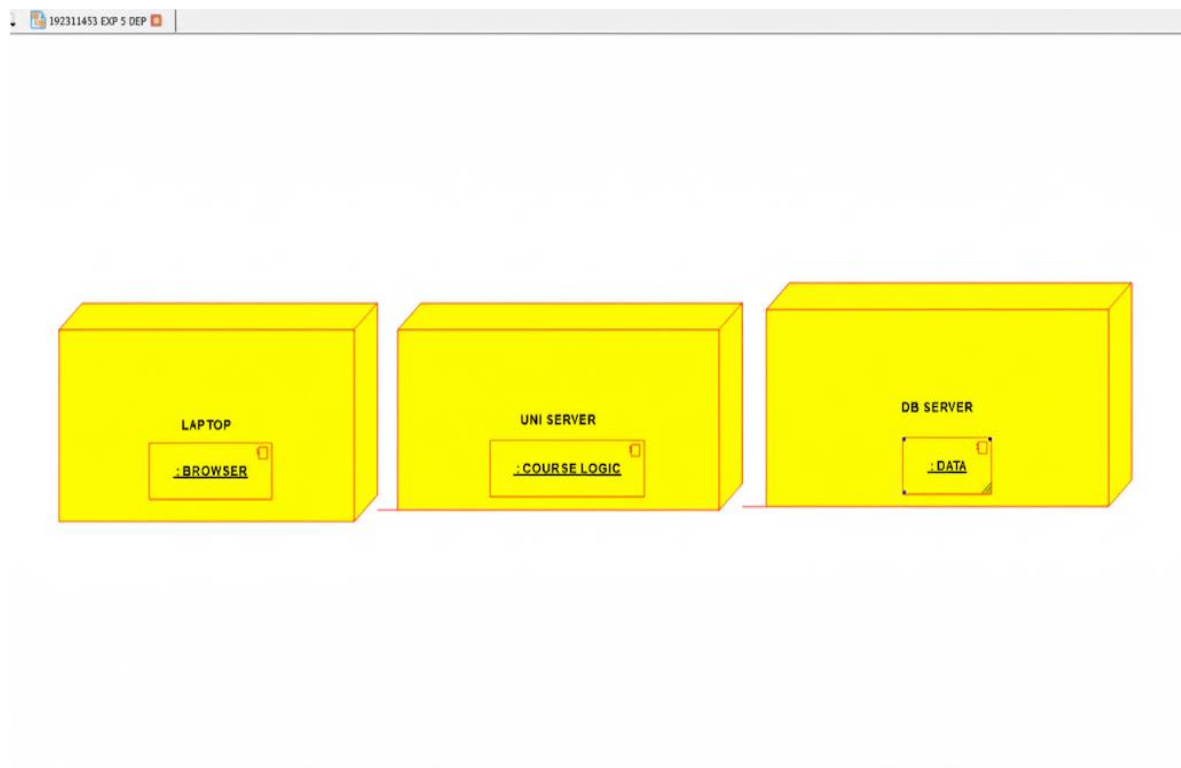 192311453 EXP 5 DEP
LAPTOP
: BROWSER
UNI SERVER
: COURSE LOGIC
DB SERVER
: DATA